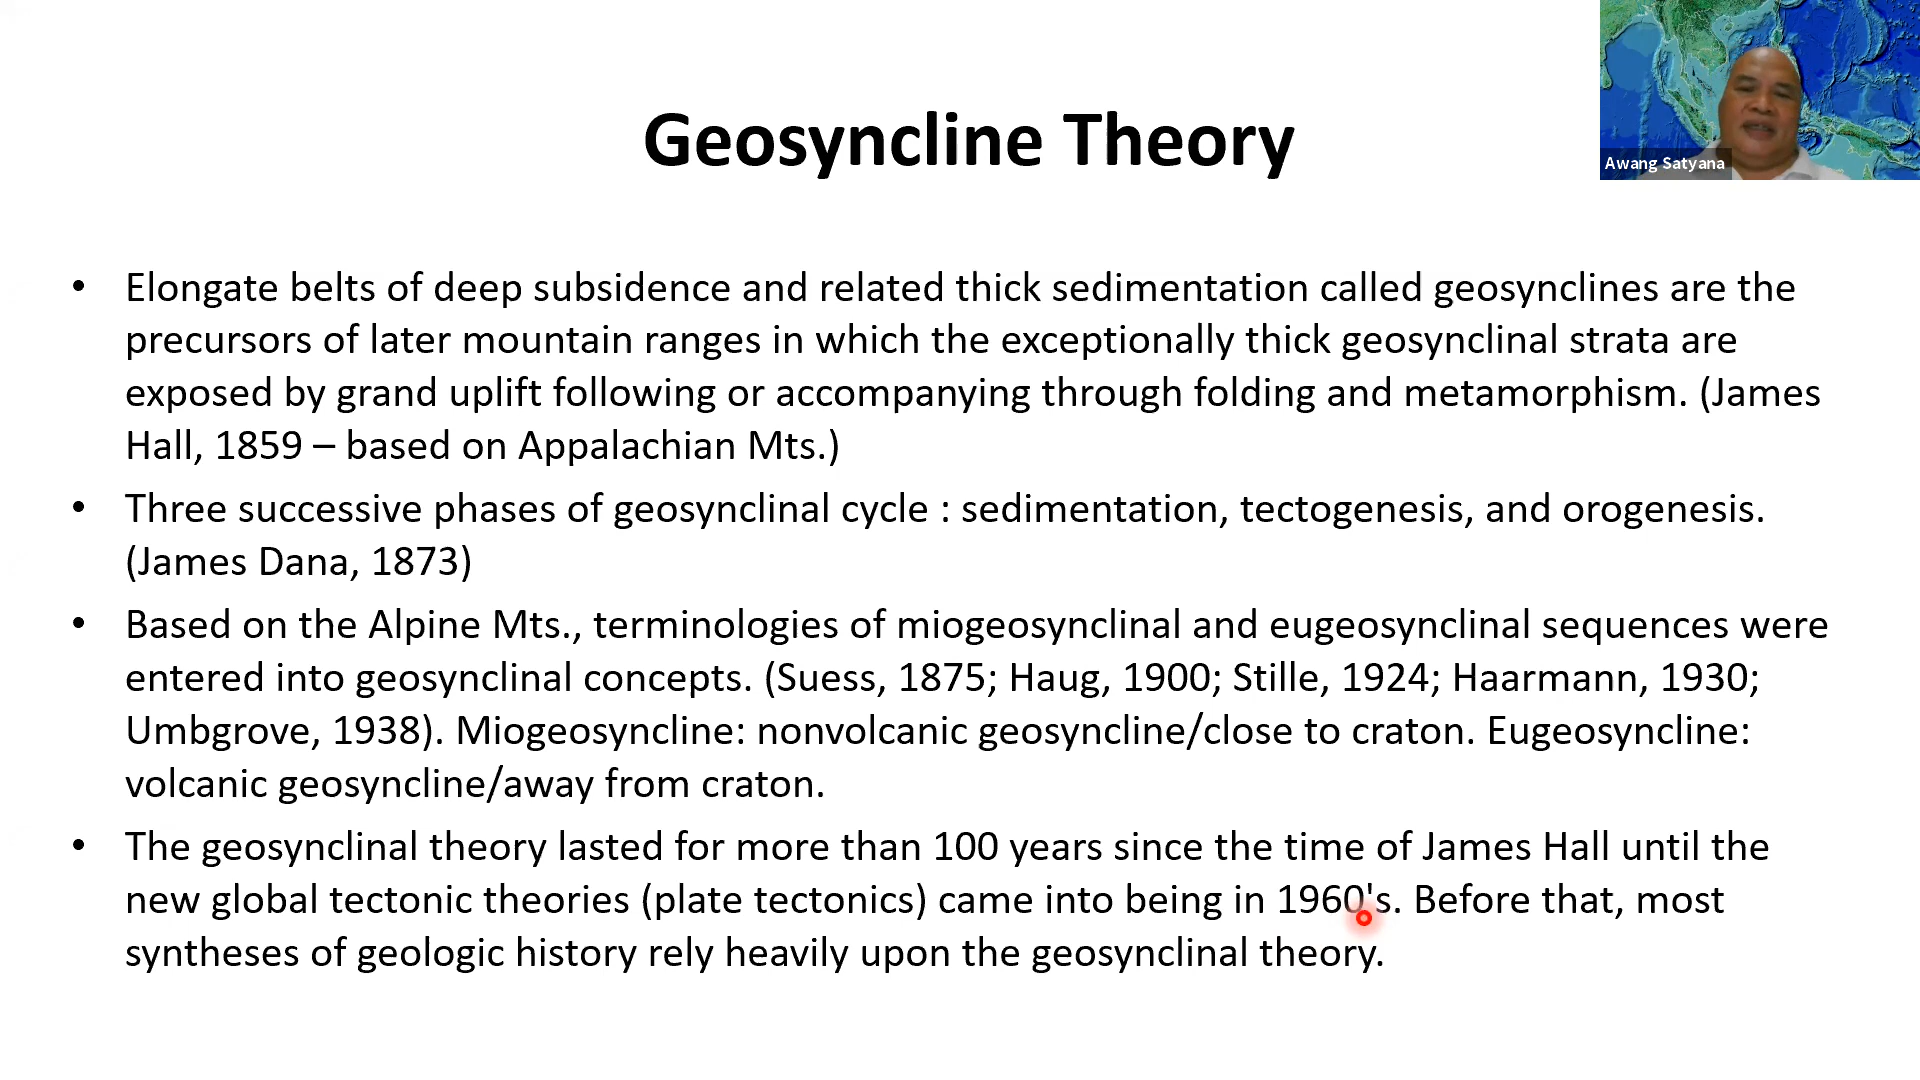 Geosyncline Theory
Awang Satyana
• Elongate belts of deep subsidence and related thick sedimentation called geosynclines are the
precursors of later mountain ranges in which the exceptionally thick geosynclinal strata are
exposed by grand uplift following or accompanying through folding and metamorphism. (James
Hall, 1859 – based on Appalachian Mts.)
• Three successive phases of geosynclinal cycle : sedimentation, tectogenesis, and orogenesis.
(James Dana, 1873)
• Based on the Alpine Mts., terminologies of miogeosynclinal and eugeosynclinal sequences were
entered into geosynclinal concepts. (Suess, 1875; Haug, 1900; Stille, 1924; Haarmann, 1930;
Umbgrove, 1938). Miogeosyncline: nonvolcanic geosyncline/close to craton. Eugeosyncline:
volcanic geosyncline/away from craton.
• The geosynclinal theory lasted for more than 100 years since the time of James Hall until the
new global tectonic theories (plate tectonics) came into being in 1960's. Before that, most
syntheses of geologic history rely heavily upon the geosynclinal theory.